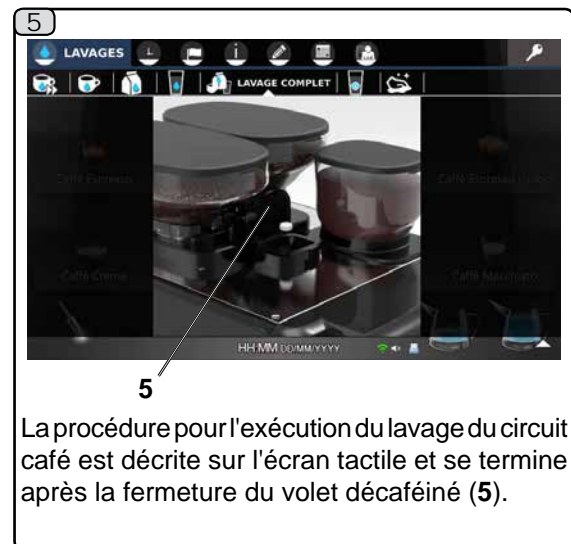 5
LAVAGES
LAVAGE COMPLET
Caffè Espresso
Caffè Crema
Caffè Macchiato
HH:MM DD/MM/YYYY
5
La procédure pour l'exécution du lavage du circuit
café est décrite sur l'écran tactile et se termine
après la fermeture du volet décaféiné (5).